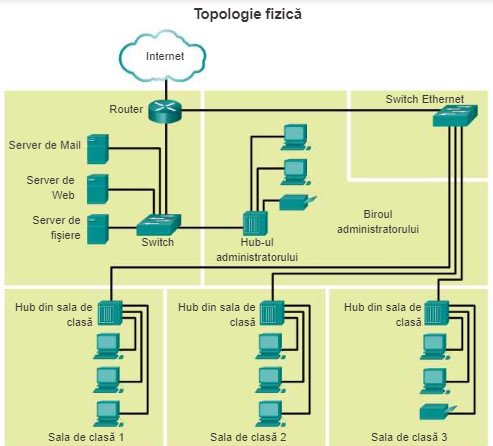 Topologie fizică
Internet
Switch Ethernet
Router
Server de Mail
Server de
Web
Server de
fișiere
Switch
Hub-ul
administratorului
Biroul
administratorului
Hub din sala de
clasă
Hub din sala de
clasă
Hub din sala de
clasă
Sala de clasă 1
Sala de clasă 2
Sala de clasă 3